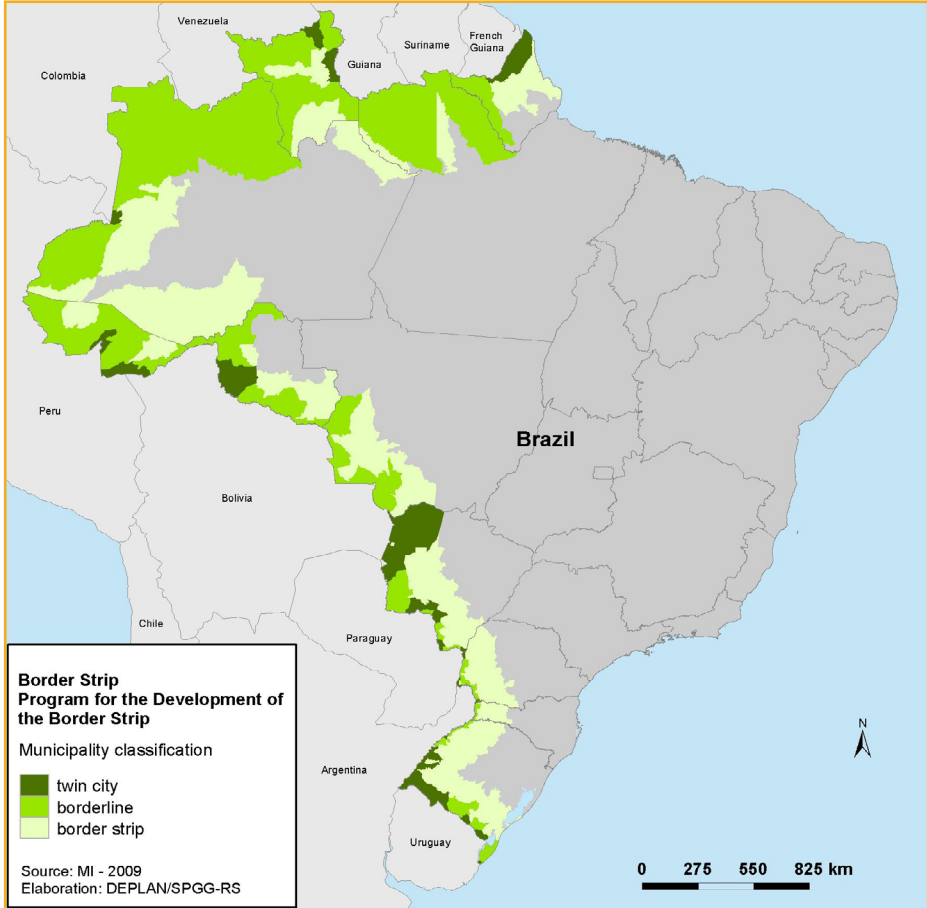 Venezuela
French
Guiana
Suriname
Guiana
Colombia
Peru
Brazil
Bolivia
Chile
Paraguay
Argentina
Uruguay
Border Strip
Program for the Development of
the Border Strip
Municipality classification
twin city
borderline
border strip
Source: MI - 2009
Elaboration: DEPLAN/SPGG-RS
N
0 275 550 825 km